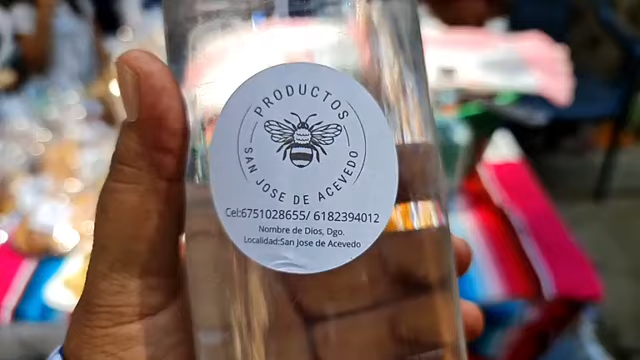 PRODUCTOS
SAN JOSE DE ACEVEDO
Cel:6751028655/ 6182394012
Nombre de Dios, Dgo.
Localidad:San Jose de Acevedo